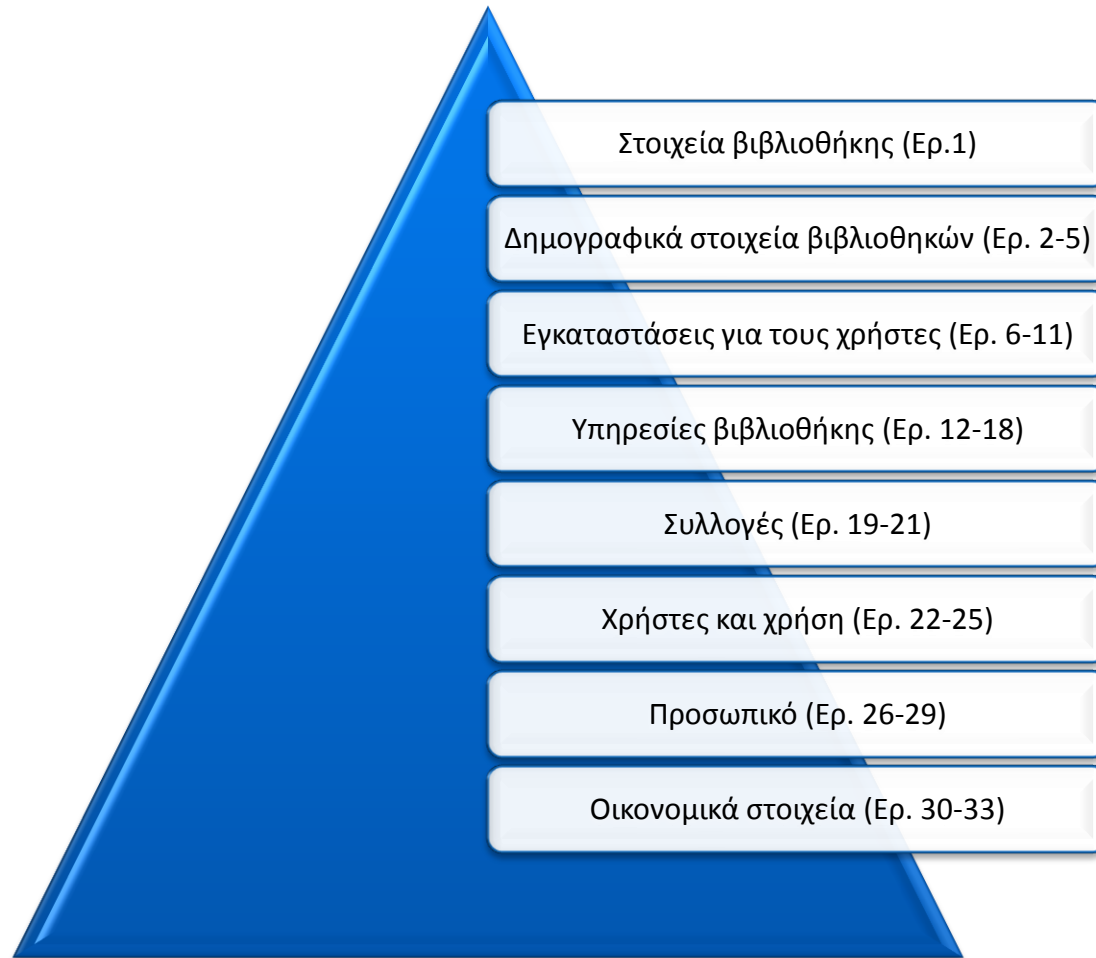 Στοιχεία βιβλιοθήκης (Ερ.1)
Δημογραφικά στοιχεία βιβλιοθηκών (Ερ. 2-5)
Εγκαταστάσεις για τους χρήστες (Ερ. 6-11)
Υπηρεσίες βιβλιοθήκης (Ερ. 12-18)
Συλλογές (Ερ. 19-21)
Χρήστες και χρήση (Ερ. 22-25)
Προσωπικό (Ερ. 26-29)
Οικονομικά στοιχεία (Ερ. 30-33)